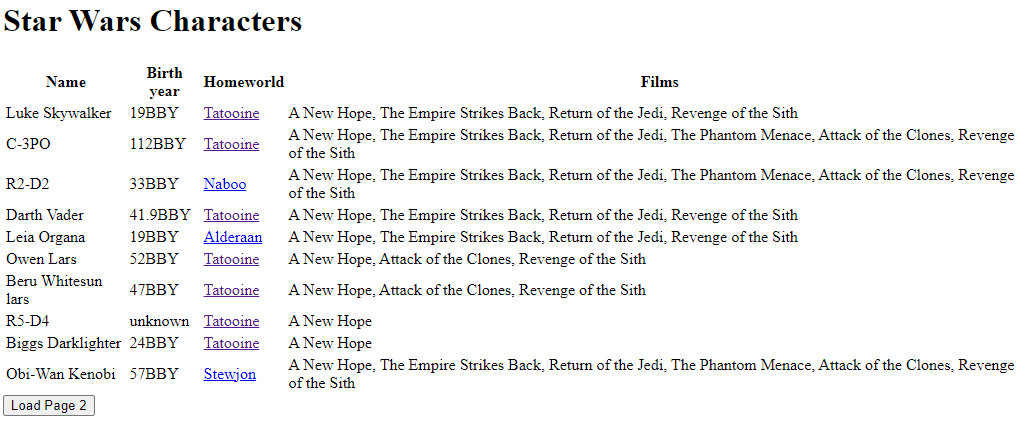 Star Wars Characters
Name Birth year Homeworld Films
Luke Skywalker 19BBY Tatooine A New Hope, The Empire Strikes Back, Return of the Jedi, Revenge of the Sith
C-3PO 112BBY Tatooine A New Hope, The Empire Strikes Back, Return of the Jedi, The Phantom Menace, Attack of the Clones, Revenge
of the Sith
R2-D2 33BBY Naboo A New Hope, The Empire Strikes Back, Return of the Jedi, The Phantom Menace, Attack of the Clones, Revenge
of the Sith
Darth Vader 41.9BBY Tatooine A New Hope, The Empire Strikes Back, Return of the Jedi, Revenge of the Sith
Leia Organa 19BBY Alderaan A New Hope, The Empire Strikes Back, Return of the Jedi, Revenge of the Sith
Owen Lars 52BBY Tatooine A New Hope, Attack of the Clones, Revenge of the Sith
Beru Whitesun
lars 47BBY Tatooine A New Hope, Attack of the Clones, Revenge of the Sith
R5-D4 unknown Tatooine A New Hope
Biggs Darklighter 24BBY Tatooine A New Hope
Obi-Wan Kenobi 57BBY Stewjon A New Hope, The Empire Strikes Back, Return of the Jedi, The Phantom Menace, Attack of the Clones, Revenge
of the Sith
Load Page 2